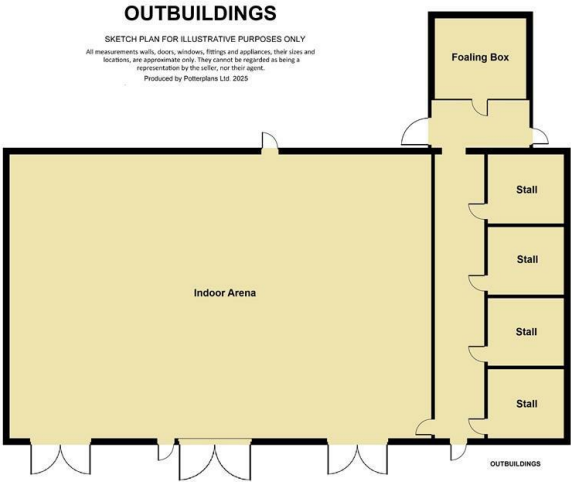 OUTBUILDINGS
SKETCH PLAN FOR ILLUSTRATIVE PURPOSES ONLY
All measurements walls, doors, windows, fittings and appliances, their sizes and
locations, are approximate only. They cannot be regarded as being a
representation by the seller, nor their agent.
Produced by Potterplans Ltd. 2025
Foaling Box
Stall
Stall
Indoor Arena
Stall
Stall
OUTBUILDINGS